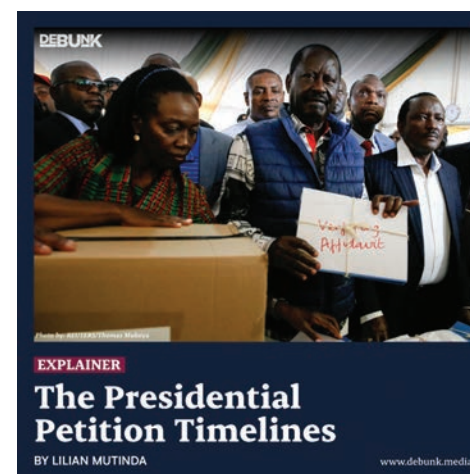 DEBUNK
Verifying
Affidavit
Photo by: REUTERS/Thomas Mukoya
EXPLAINER
The Presidential
Petition Timelines
BY LILIAN MUTINDA
www.debunk.media